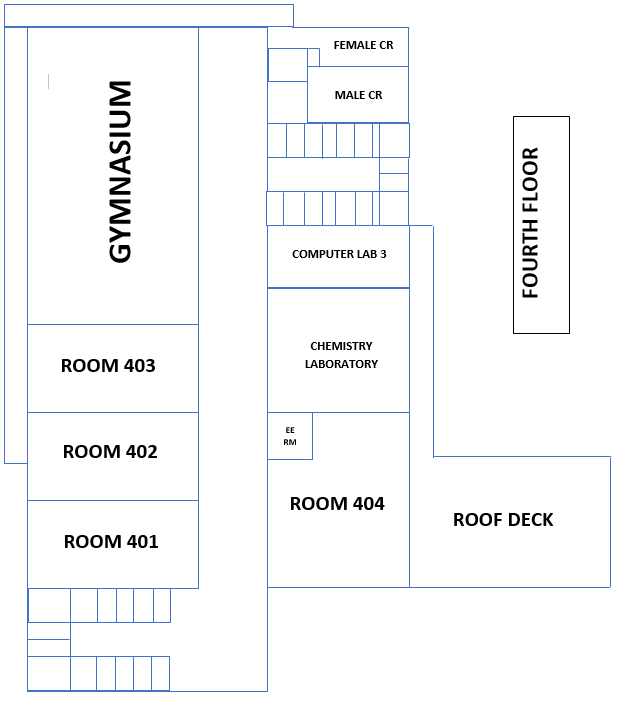 FEMALE CR
MALE CR
GYMNASIUM
FOURTH FLOOR
COMPUTER LAB 3
CHEMISTRY
LABORATORY
ROOM 403
EE
RM
ROOM 402
ROOM 404
ROOF DECK
ROOM 401